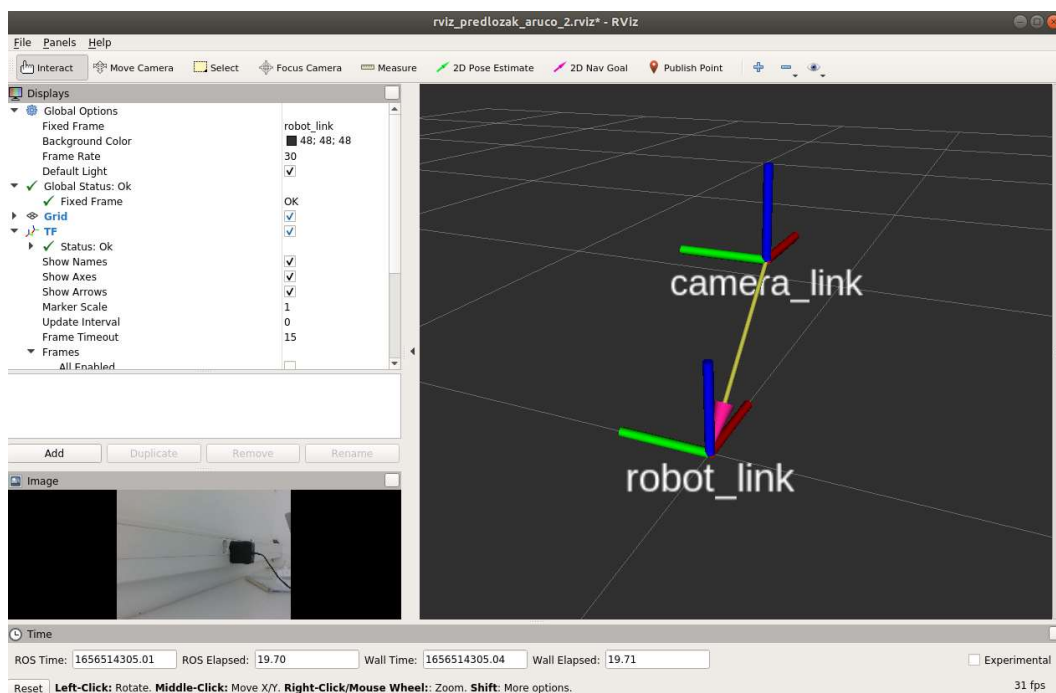 rviz_predlozak_aruco_2.rviz* - RViz
File Panels Help
Interact Move Camera Select Focus Camera Measure 2D Pose Estimate 2D Nav Goal Publish Point
Displays
Global Options
Fixed Frame robot_link
Background Color 48; 48; 48
Frame Rate 30
Default Light
Global Status: Ok
Fixed Frame OK
Grid
TF
Status: Ok
Show Names
Show Axes
Show Arrows
Marker Scale 1
Update Interval 0
Frame Timeout 15
Frames
All Enabled
Add Duplicate Remove Rename
Image
camera_link
robot_link
Time
ROS Time: 1656514305.01 ROS Elapsed: 19.70 Wall Time: 1656514305.04 Wall Elapsed: 19.71 Experimental
Reset Left-Click: Rotate. Middle-Click: Move X/Y. Right-Click/Mouse Wheel:: Zoom. Shift: More options. 31 fps